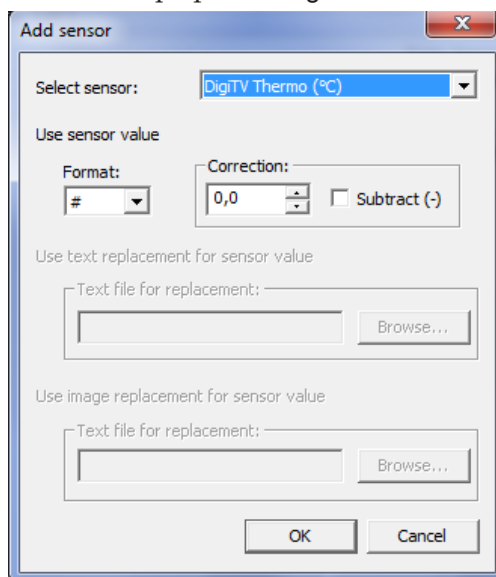 Add sensor
Select sensor:
DigiTV Thermo (ºC)
Use sensor value
Format:
#
Correction:
0,0
Subtract (-)
Use text replacement for sensor value
Text file for replacement:
Browse...
Use image replacement for sensor value
Text file for replacement:
Browse...
OK
Cancel